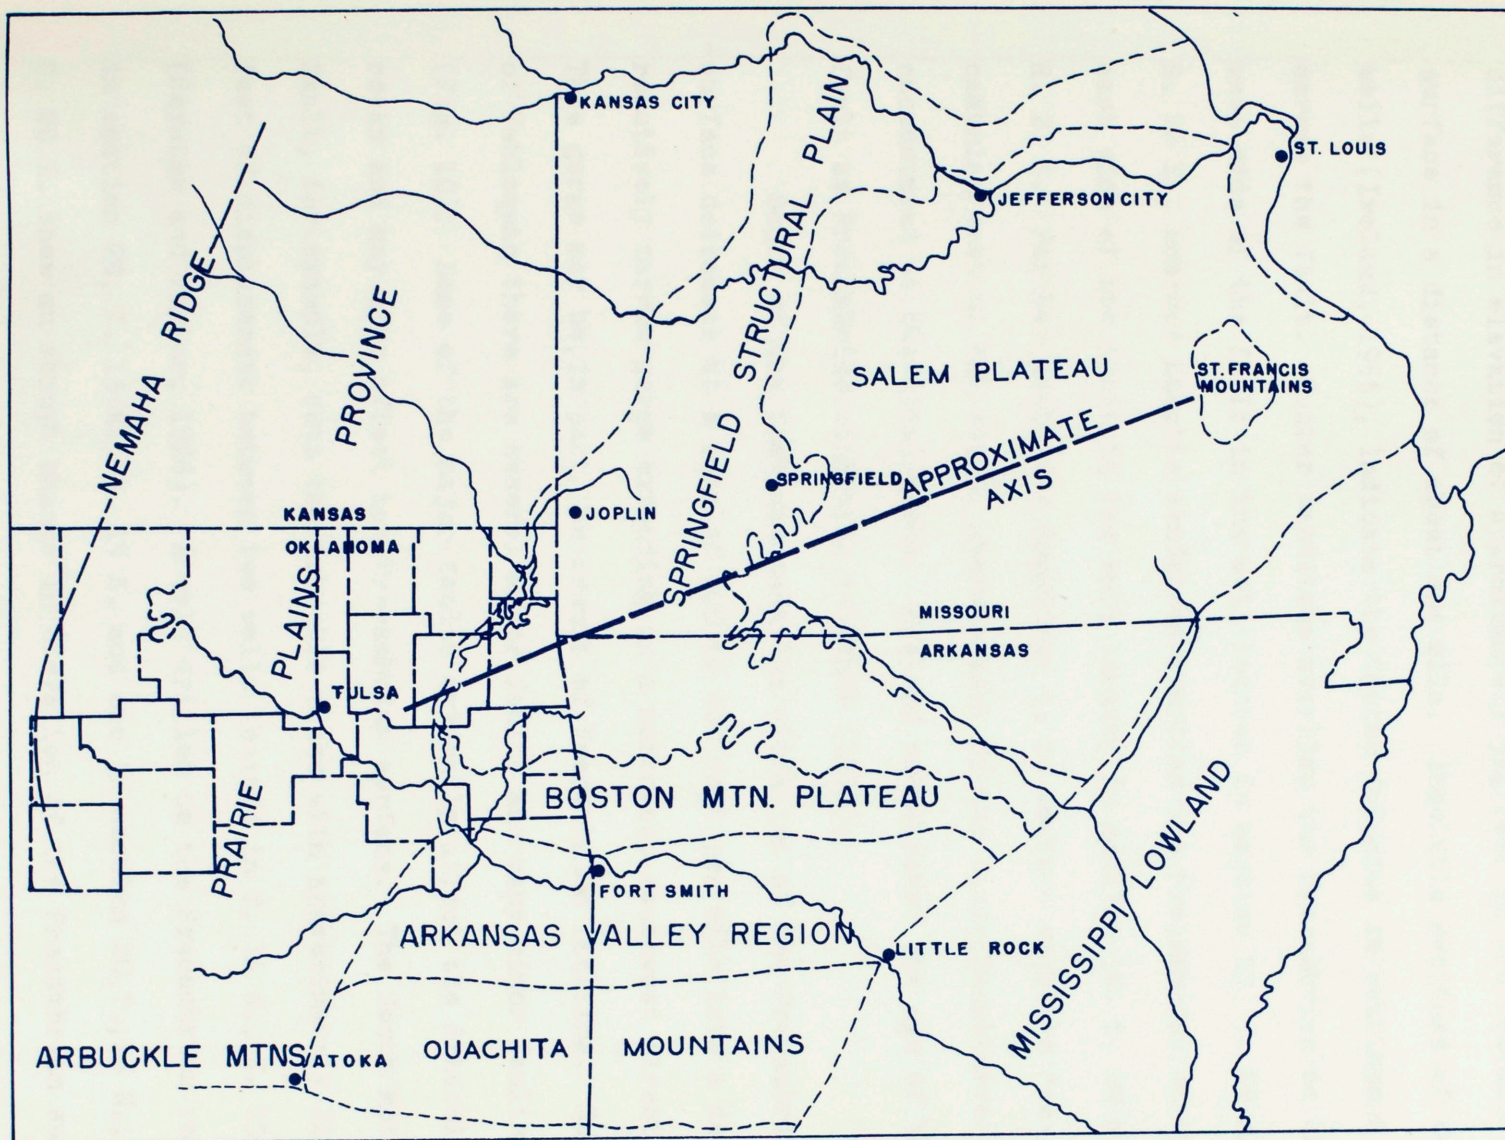 KANSAS CITY
ST. LOUIS
JEFFERSON CITY
SPRINGFIELD STRUCTURAL PLAIN
NEMAHA RIDGE
PRAIRIE PLAINS PROVINCE
SALEM PLATEAU
ST. FRANCIS
MOUNTAINS
APPROXIMATE
AXIS
SPRINGFIELD
JOPLIN
KANSAS
OKLAHOMA
MISSOURI
ARKANSAS
TULSA
BOSTON MTN. PLATEAU
MISSISSIPPI LOWLAND
FORT SMITH
ARKANSAS VALLEY REGION
LITTLE ROCK
ARBUCKLE MTNS
ATOKA
OUACHITA MOUNTAINS